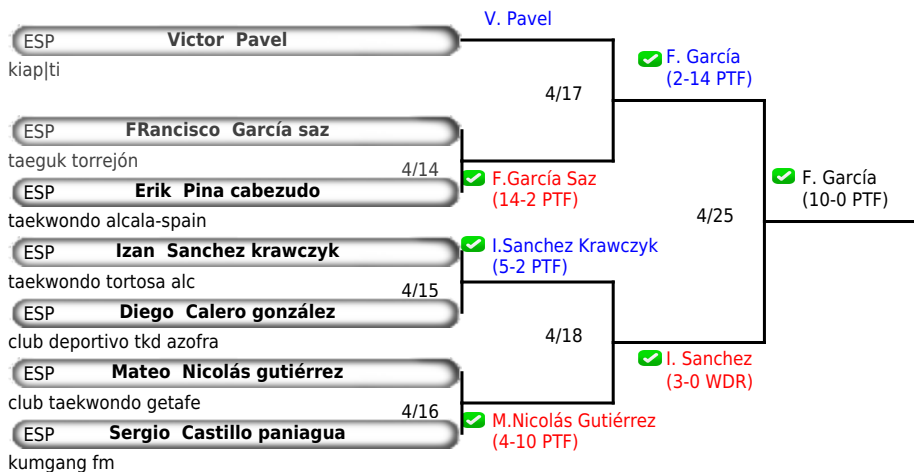 V. Pavel
ESP Victor Pavel
kiap|ti
F. García
(2-14 PTF)
4/17
ESP FRancisco García saz
taeguk torrejón
4/14
F.García Saz
(14-2 PTF)
F. García
(10-0 PTF)
ESP Erik Pina cabezudo
taekwondo alcala-spain
4/25
ESP Izan Sanchez krawczyk
I.Sanchez Krawczyk
(5-2 PTF)
taekwondo tortosa alc
4/15
ESP Diego Calero gonzález
club deportivo tkd azofra
4/18
I. Sanchez
(3-0 WDR)
ESP Mateo Nicolás gutiérrez
club taekwondo getafe
4/16
M.Nicolás Gutiérrez
(4-10 PTF)
ESP Sergio Castillo paniagua
kumgang fm